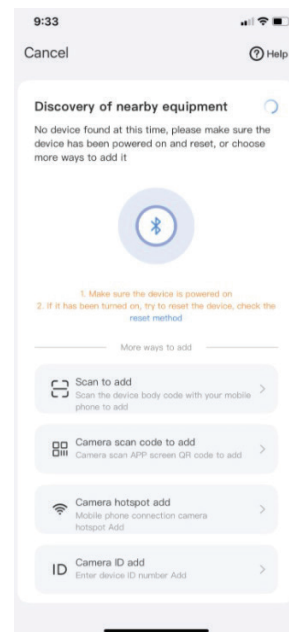 9:33
Cancel
Help
Discovery of nearby equipment
No device found at this time, please make sure the
device has been powered on and reset, or choose
more ways to add it
1. Make sure the device is powered on
2. If it has been turned on, try to reset the device, check the
reset method
More ways to add
Scan to add
Scan the device body code with your mobile
phone to add
Camera scan code to add
Camera scan APP screen QR code to add
Camera hotspot add
Mobile phone connection camera
hotspot Add
ID
Camera ID add
Enter device ID number Add